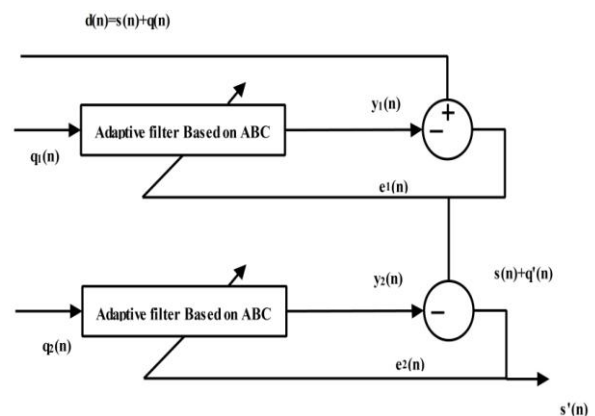 d(n)=s(n)+q(n)
y1(n)
+
Adaptive filter Based on ABC
−
q1(n)
e1(n)
y2(n)
s(n)+q'(n)
Adaptive filter Based on ABC
−
q2(n)
e2(n)
s'(n)